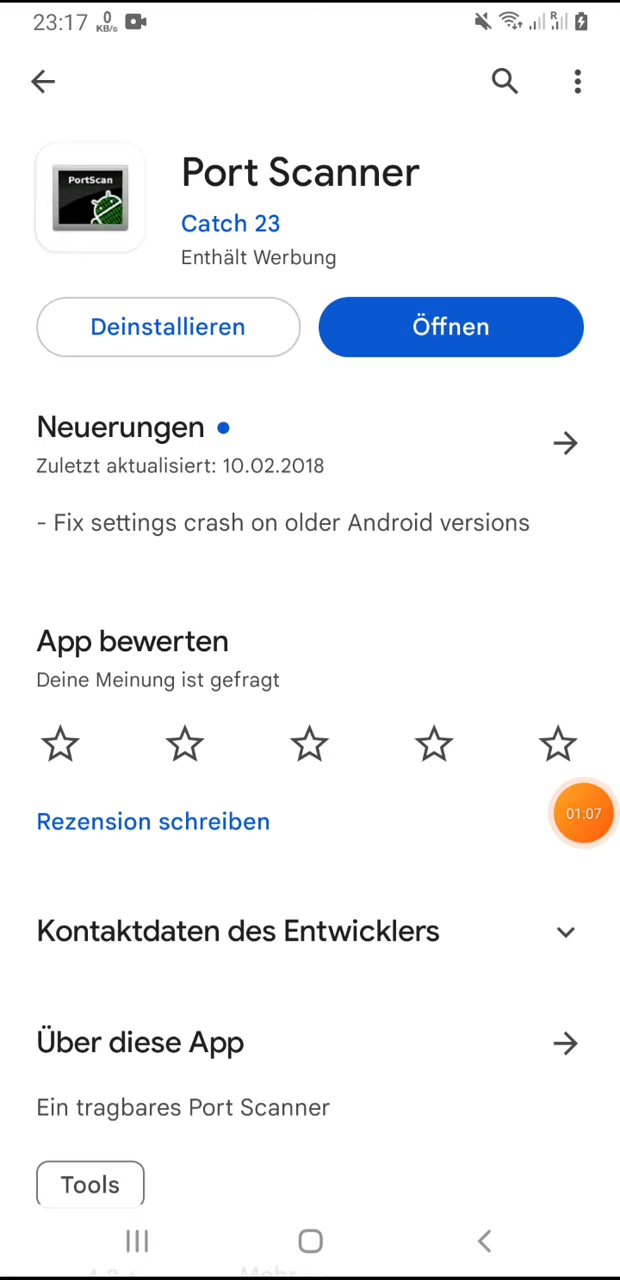 23:17 0 KB/s R
PortScan
Port Scanner
Catch 23
Enthält Werbung
Deinstallieren
Öffnen
Neuerungen
Zuletzt aktualisiert: 10.02.2018
- Fix settings crash on older Android versions
App bewerten
Deine Meinung ist gefragt
Rezension schreiben
01:07
Kontaktdaten des Entwicklers
Über diese App
Ein tragbares Port Scanner
Tools